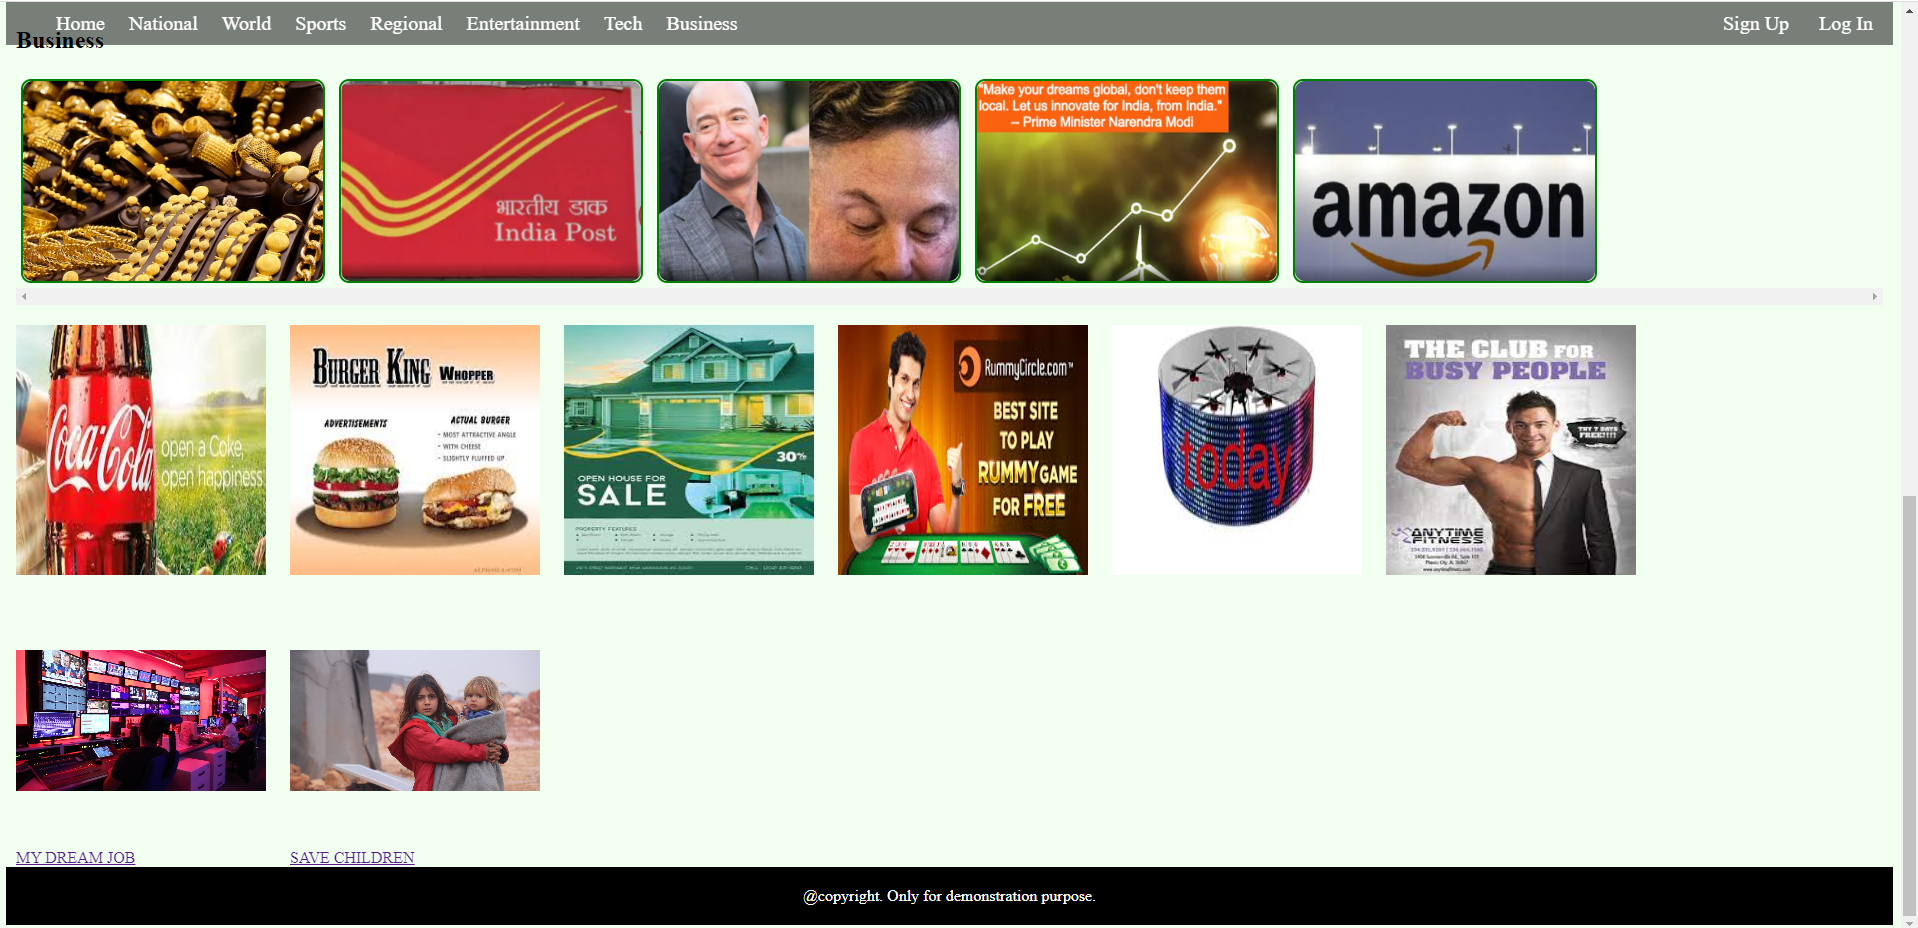 Home National World Sports Regional Entertainment Tech Business Sign Up Log In
Business
भारतीय डाक
India Post
"Make your dreams global, don't keep them
local. Let us innovate for India, from India."
-- Prime Minister Narendra Modi
amazon
Coca-Cola
open a Coke,
open happiness
BURGER KING WHOPPER
ADVERTISEMENTS
ACTUAL BURGER
- MOST ATTRACTIVE ANGLE
- WITH CHEESE
- SLIGHTLY FLUFFED UP
30%
OPEN HOUSE FOR
SALE
PROPERTY FEATURES
RummyCircle.com™
BEST SITE
TO PLAY
RUMMY GAME
FOR FREE
today
THE CLUB FOR
BUSY PEOPLE
TRY 7 DAYS
FREE!!!!
ANYTIME
FITNESS
MY DREAM JOB
SAVE CHILDREN
@copyright. Only for demonstration purpose.